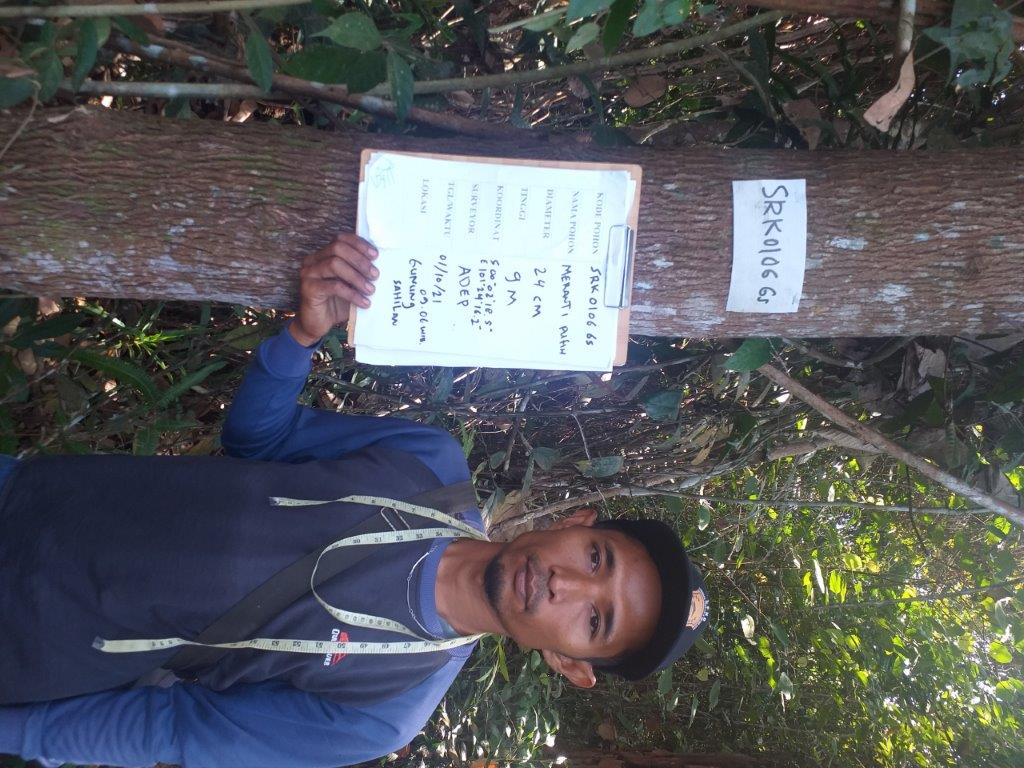 SRK0106 GS
KODE POHON SRK 0106 GS
NAMA POHON MERANTI PUTIH
DIAMETER 24 CM
TINGGI 9 M
KOORDINAT S 00°02'18.5"
E 101°24'16.2"
SURVEYOR ADEP
TGL/WAKTU 01/10/21
09.06 WIB.
LOKASI GUNUNG
SAHILAN